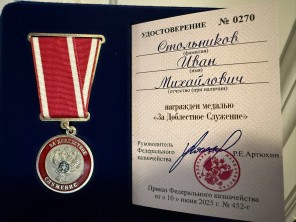 УДОСТОВЕРЕНИЕ № 0270
Стольников
(фамилия)
Иван
(имя)
Михайлович
отчество (при наличии)
награжден медалью
«За Доблестное Служение»
Руководитель
Федерального
казначейства
Р.Е.Артюхин
Приказ Федерального казначейства
от « 10 » июня 2025 г. № 452-с
ЗА ДОБЛЕСТНОЕ
СЛУЖЕНИЕ